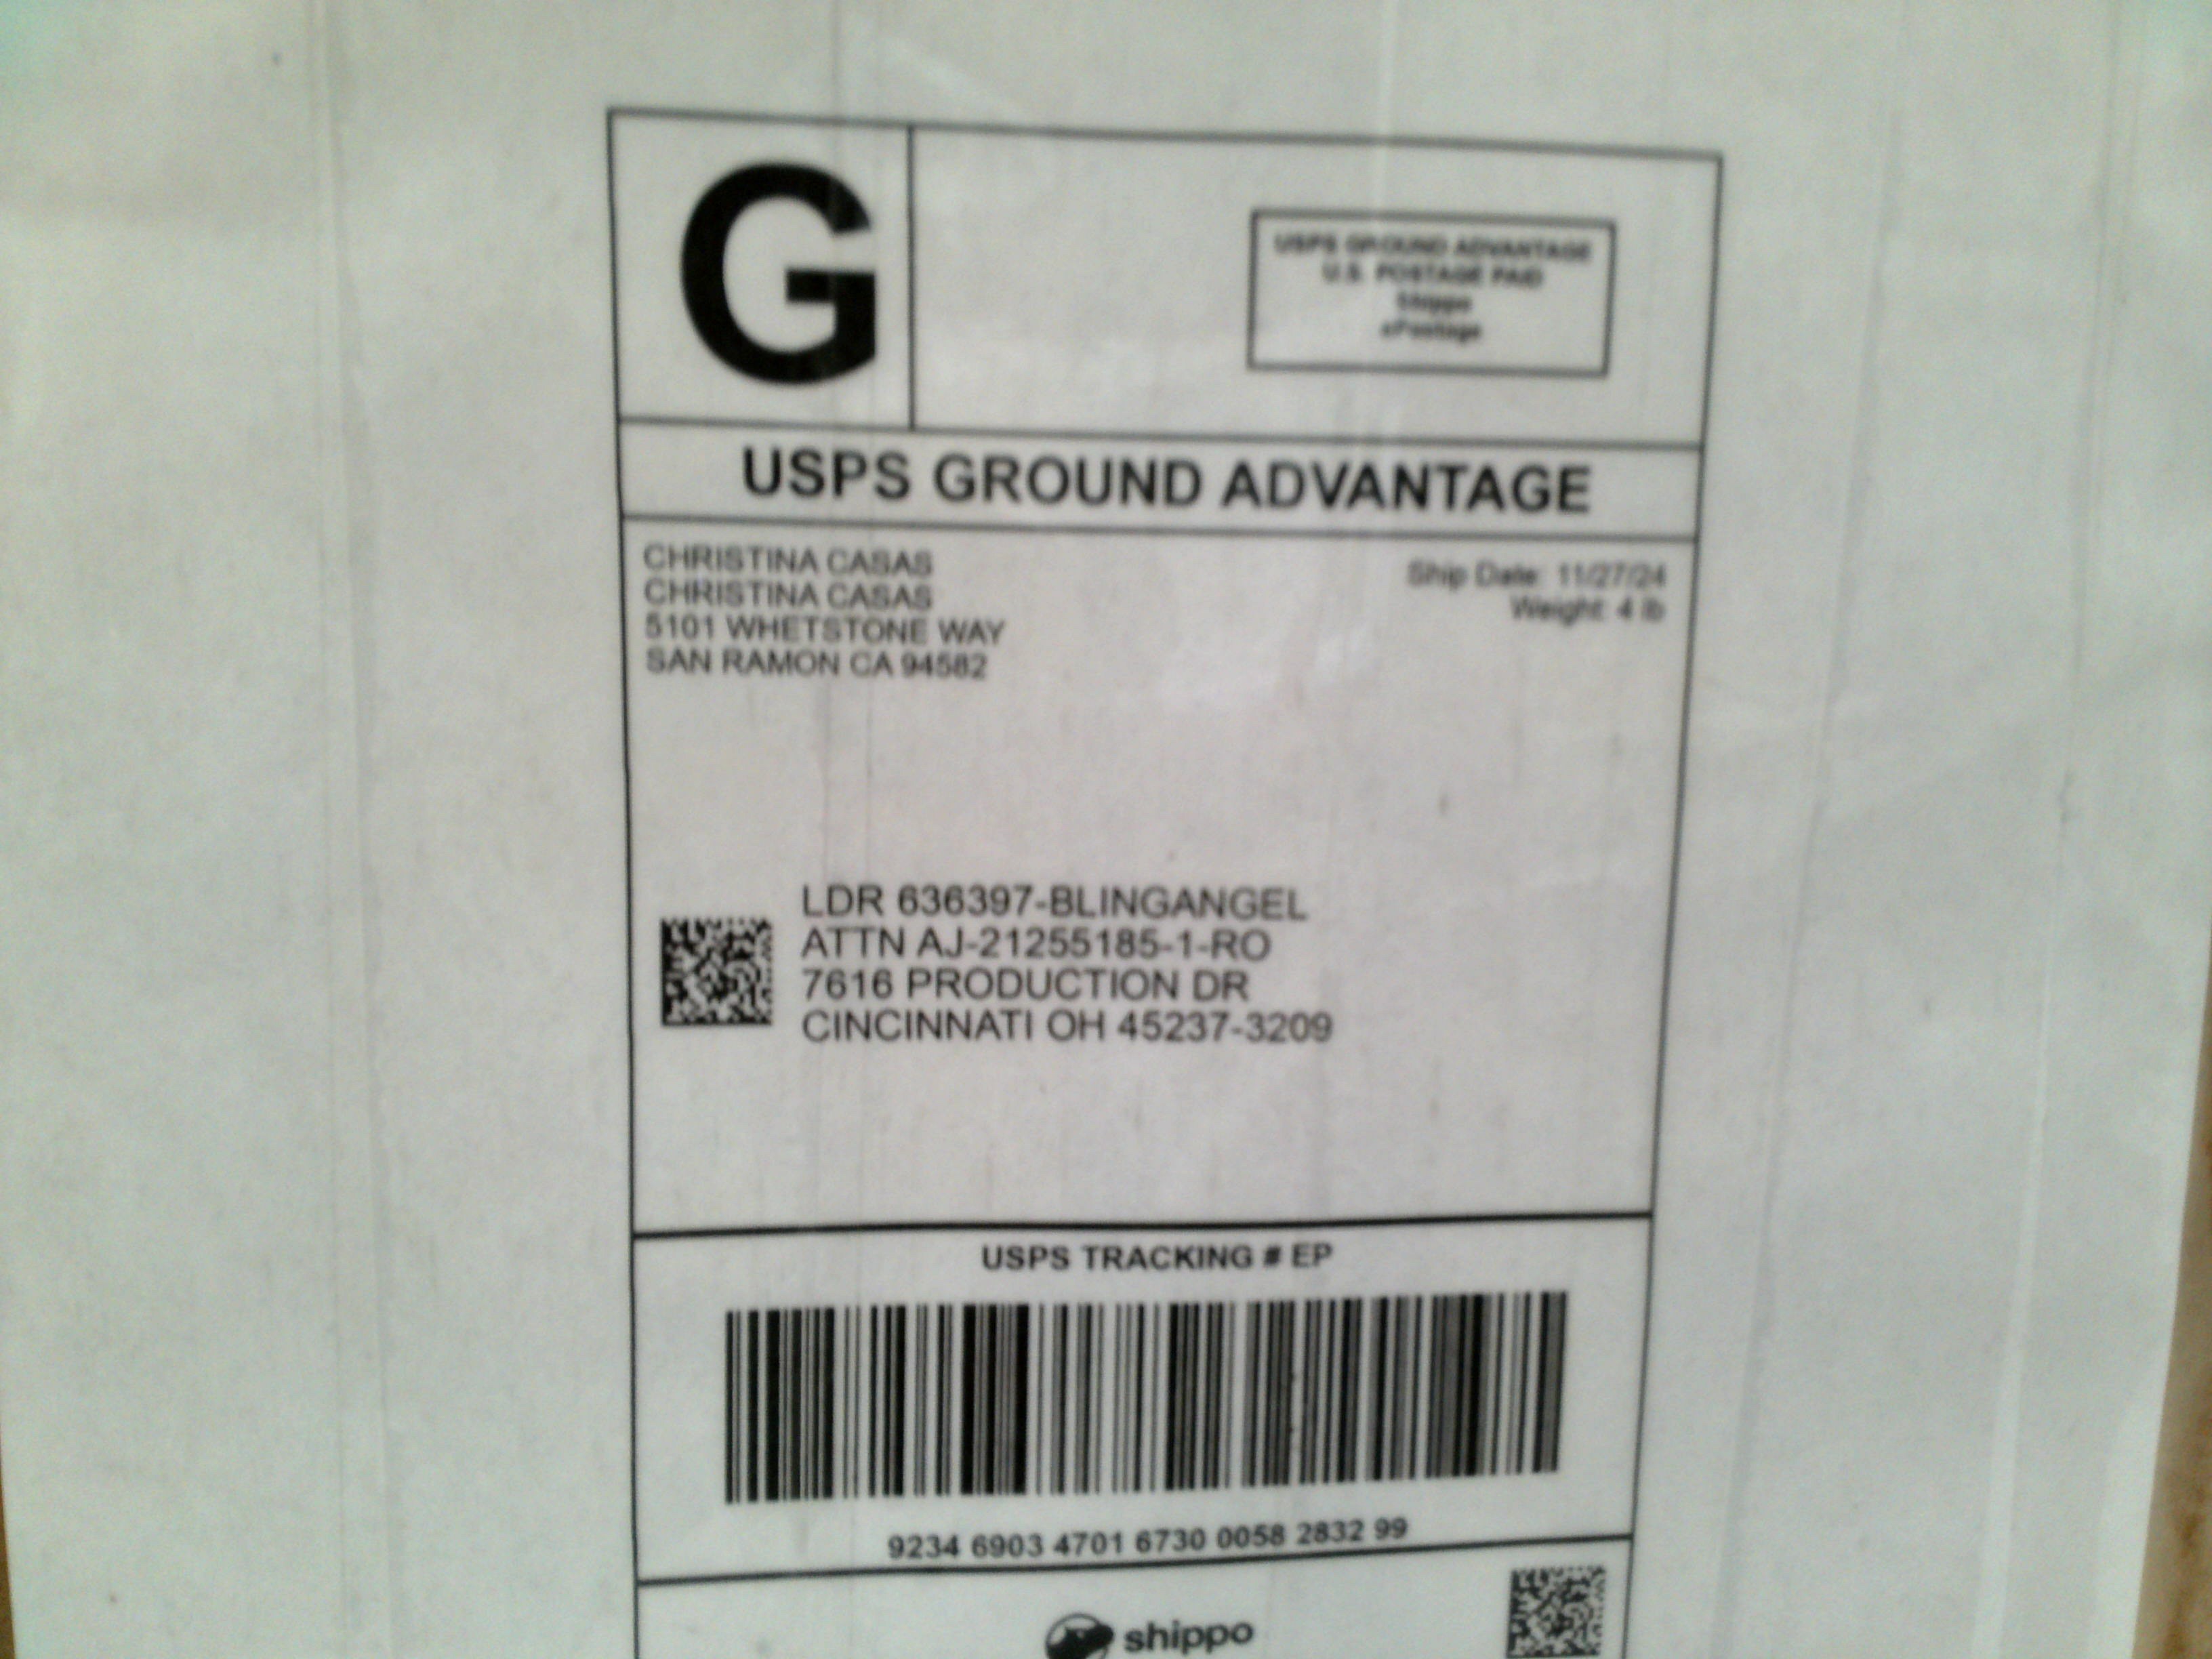 G
USPS GROUND ADVANTAGE
U.S. POSTAGE PAID
Shippo
ePostage
USPS GROUND ADVANTAGE
CHRISTINA CASAS
CHRISTINA CASAS
5101 WHETSTONE WAY
SAN RAMON CA 94582
Ship Date: 11/27/24
Weight: 4 lb
LDR 636397-BLINGANGEL
ATTN AJ-21255185-1-RO
7616 PRODUCTION DR
CINCINNATI OH 45237-3209
USPS TRACKING # EP
9234 6903 4701 6730 0058 2832 99
shippo